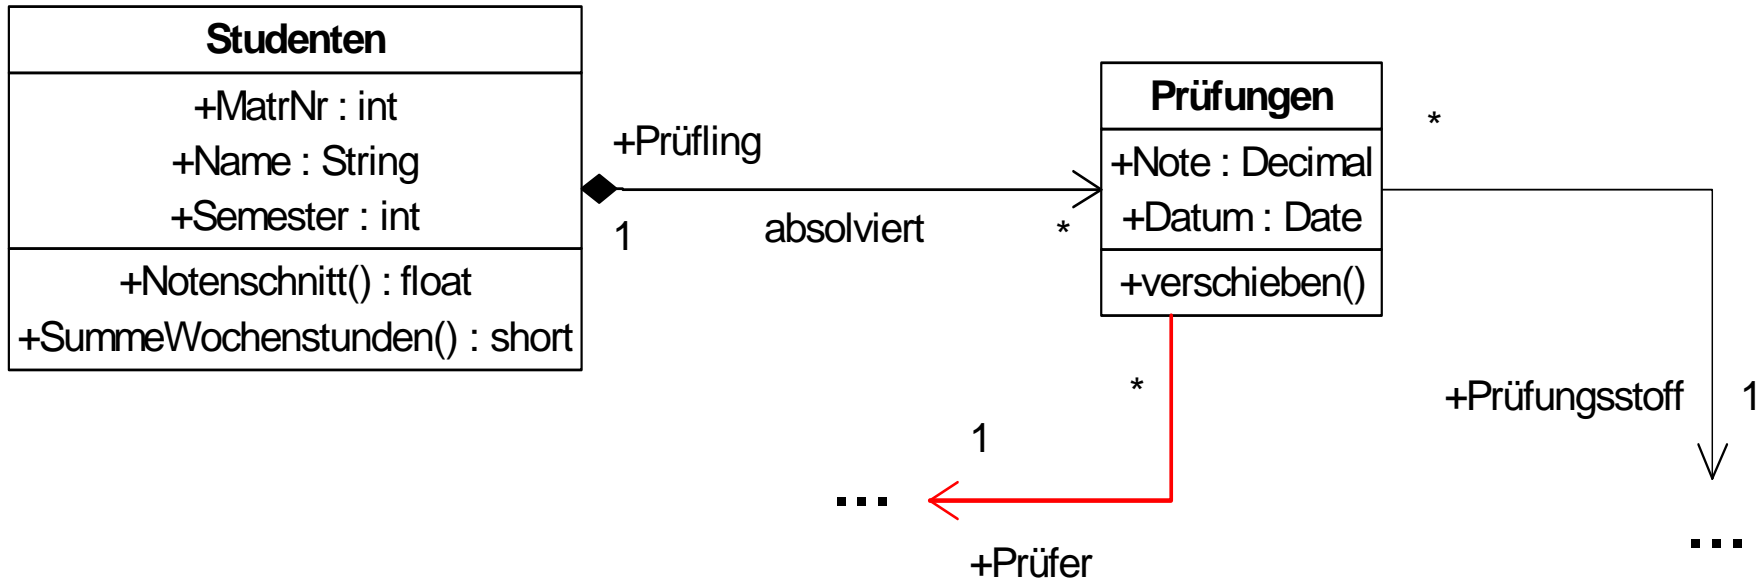 Studenten
+MatrNr : int
+Name : String
+Semester : int
+Notenschnitt() : float
+SummeWochenstunden() : short
+Prüfling
1
absolviert
*
Prüfungen
+Note : Decimal
+Datum : Date
+verschieben()
*
*
1
...
+Prüfer
+Prüfungsstoff
1
...